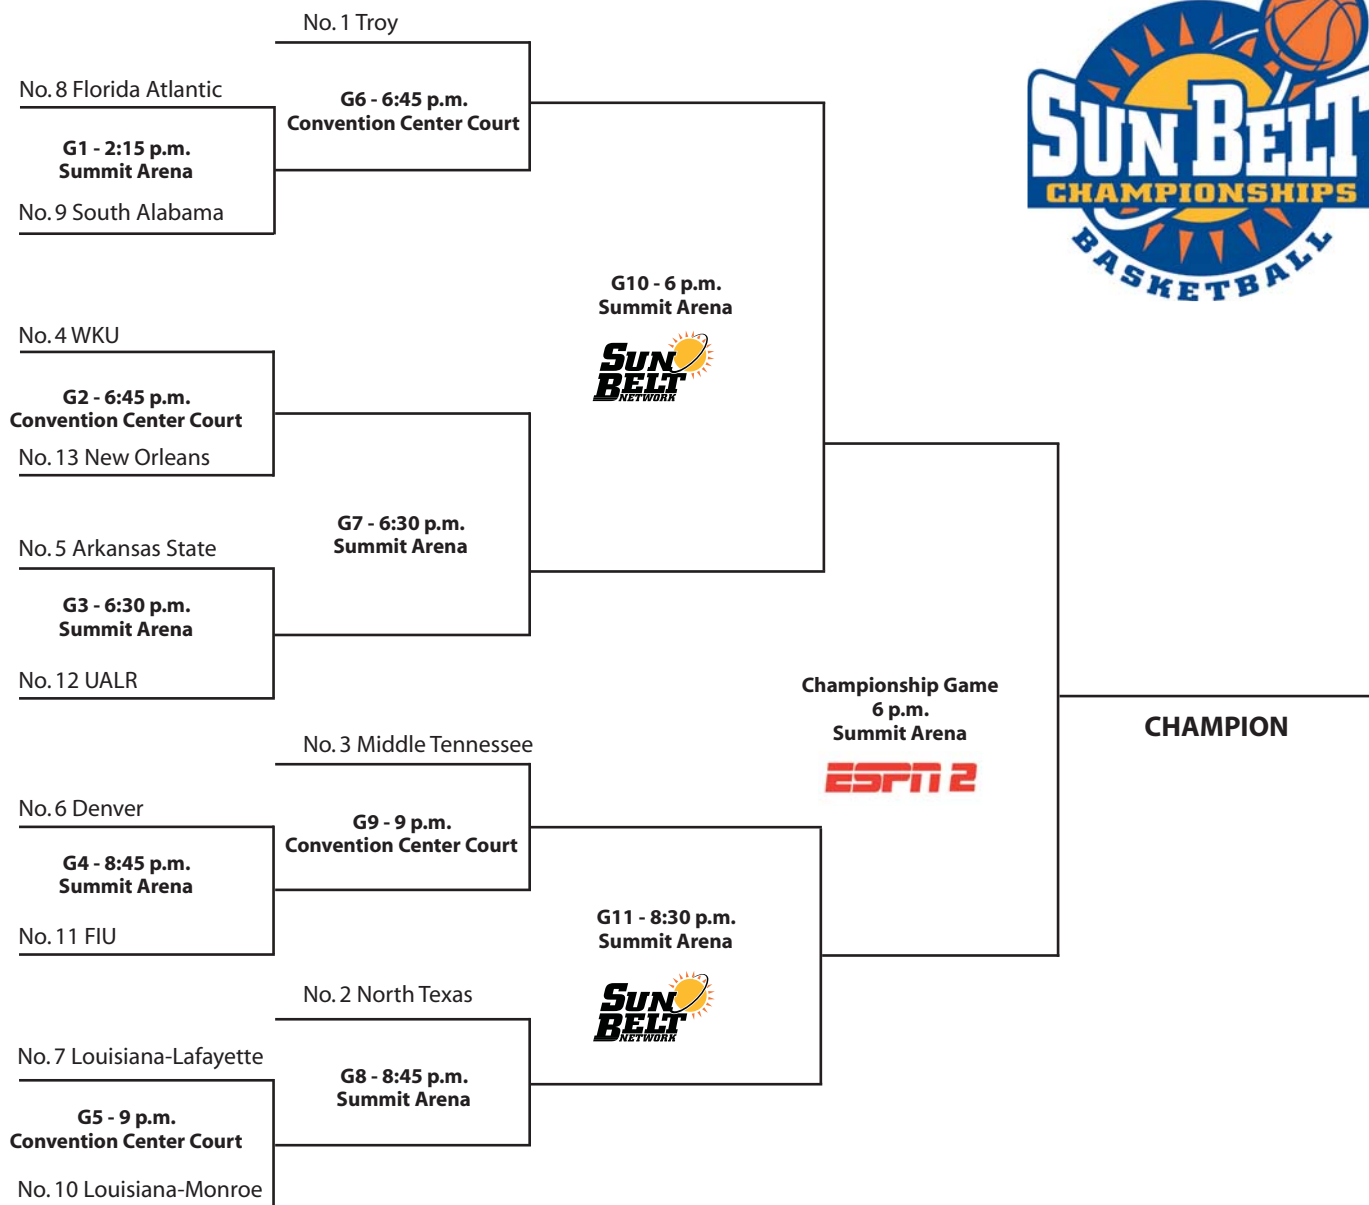 No. 1 Troy
No. 8 Florida Atlantic
G6 - 6:45 p.m.
Convention Center Court
G1 - 2:15 p.m.
Summit Arena
No. 9 South Alabama
SUN BELT
CHAMPIONSHIPS
BASKETBALL
G10 - 6 p.m.
Summit Arena
SUN
BELT
NETWORK
No. 4 WKU
G2 - 6:45 p.m.
Convention Center Court
No. 13 New Orleans
G7 - 6:30 p.m.
Summit Arena
No. 5 Arkansas State
G3 - 6:30 p.m.
Summit Arena
No. 12 UALR
Championship Game
6 p.m.
Summit Arena
ESPN 2
CHAMPION
No. 3 Middle Tennessee
No. 6 Denver
G9 - 9 p.m.
Convention Center Court
G4 - 8:45 p.m.
Summit Arena
No. 11 FIU
G11 - 8:30 p.m.
Summit Arena
SUN
BELT
NETWORK
No. 2 North Texas
No. 7 Louisiana-Lafayette
G8 - 8:45 p.m.
Summit Arena
G5 - 9 p.m.
Convention Center Court
No. 10 Louisiana-Monroe